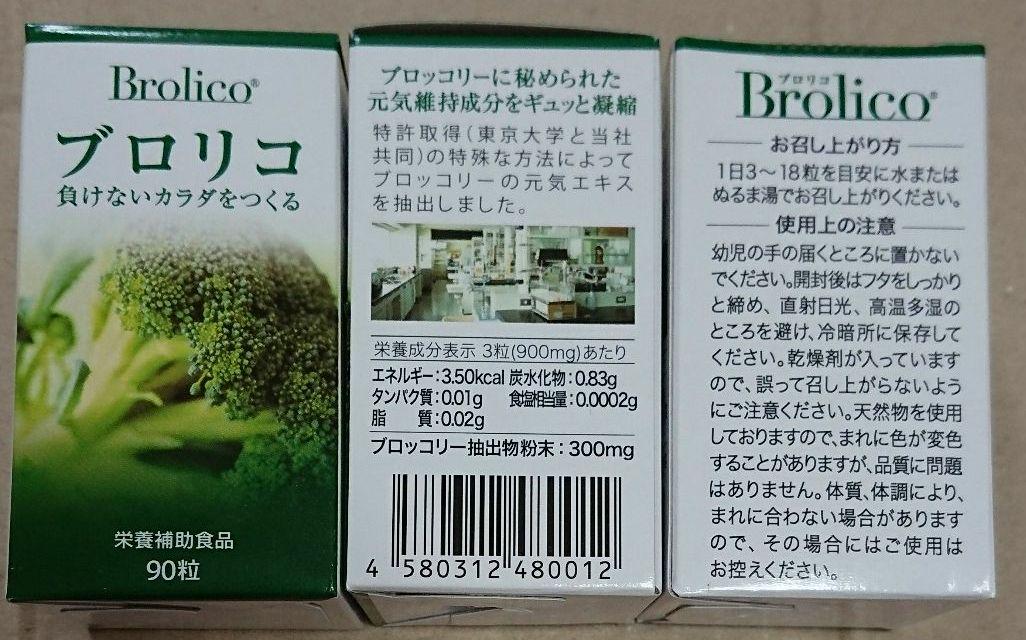 Brolico®
ブロリコ
負けないカラダをつくる
栄養補助食品
90粒
ブロッコリーに秘められた
元気維持成分をギュッと凝縮
特許取得(東京大学と当社
共同)の特殊な方法によって
ブロッコリーの元気エキス
を抽出しました。
栄養成分表示 3粒(900mg)あたり
エネルギー:3.50kcal 炭水化物:0.83g
タンパク質:0.01g 食塩相当量:0.0002g
脂 質:0.02g
ブロッコリー抽出物粉末:300mg
4 580312 480012
ブロリコ
Brolico®
お召し上がり方
1日3〜18粒を目安に水または
ぬるま湯でお召し上がりください。
使用上の注意
幼児の手の届くところに置かない
でください。開封後はフタをしっかり
と締め、直射日光、高温多湿の
ところを避け、冷暗所に保存して
ください。乾燥剤が入っています
ので、誤って召し上がらないよう
にご注意ください。天然物を使用
しておりますので、まれに色が変色
することがありますが、品質に問題
はありません。体質、体調により、
まれに合わない場合があります
ので、その場合にはご使用は
お控えください。